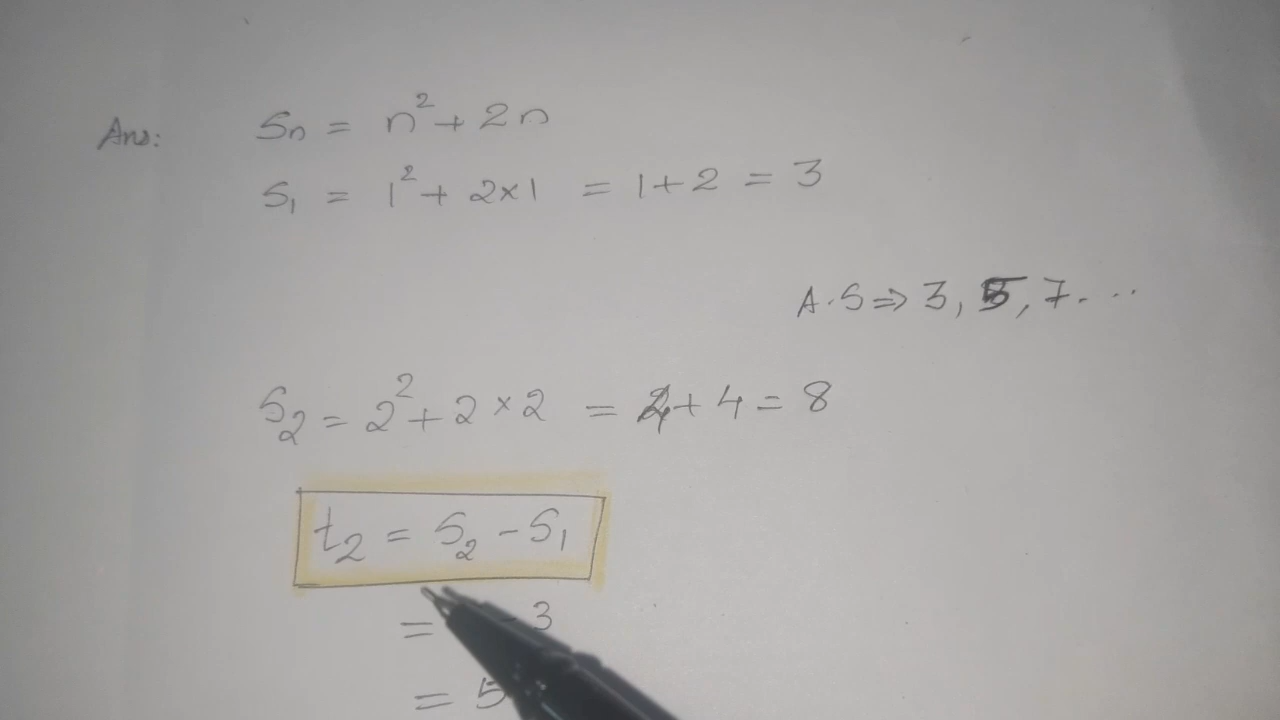 Ans: Sn = n² + 2n
S₁ = 1² + 2×1 = 1+2 = 3
A.S ⇒ 3, 5, 7. ...
S₂ = 2² + 2×2 = 4+4 = 8
t₂ = S₂ - S₁
= - 3
= 5